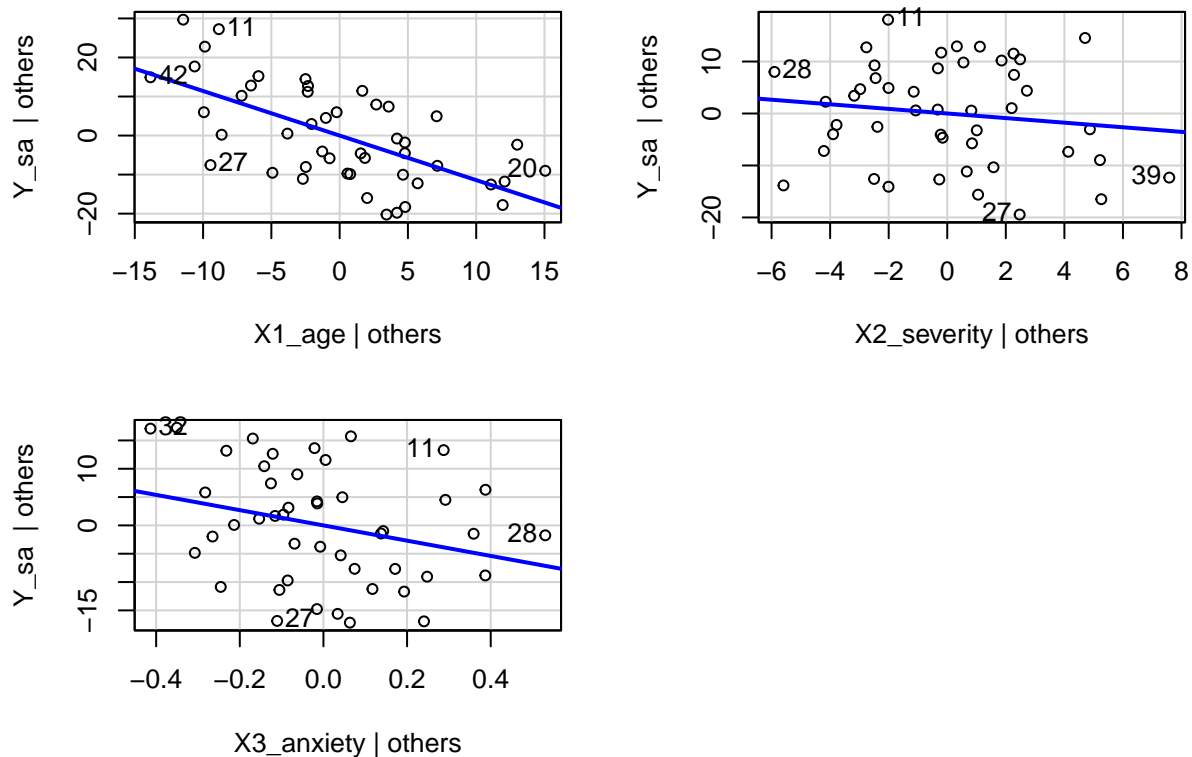 Y_sa | others
20
0
−20
11
42
27
20
−15 −10 −5 0 5 10 15
X1_age | others
Y_sa | others
10
0
−20
11
28
39
27
−6 −4 −2 0 2 4 6 8
X2_severity | others
Y_sa | others
10
0
−15
32
11
28
27
−0.4 −0.2 0.0 0.2 0.4
X3_anxiety | others